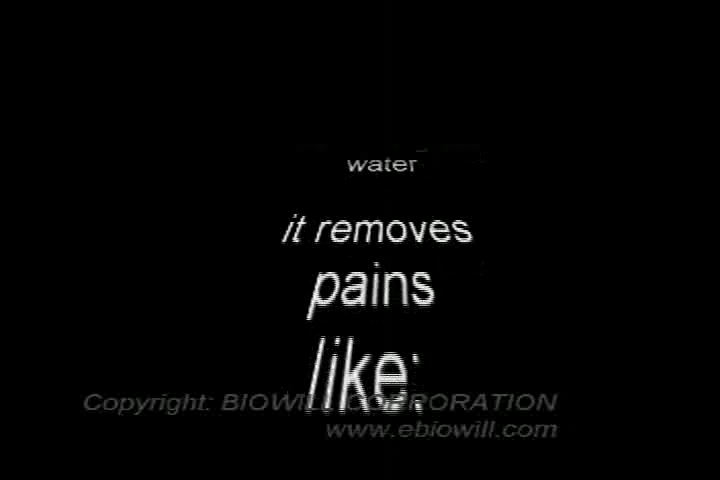 water
it removes
pains
like:
Copyright: BIOWILL CORPORATION
www.ebiowill.com